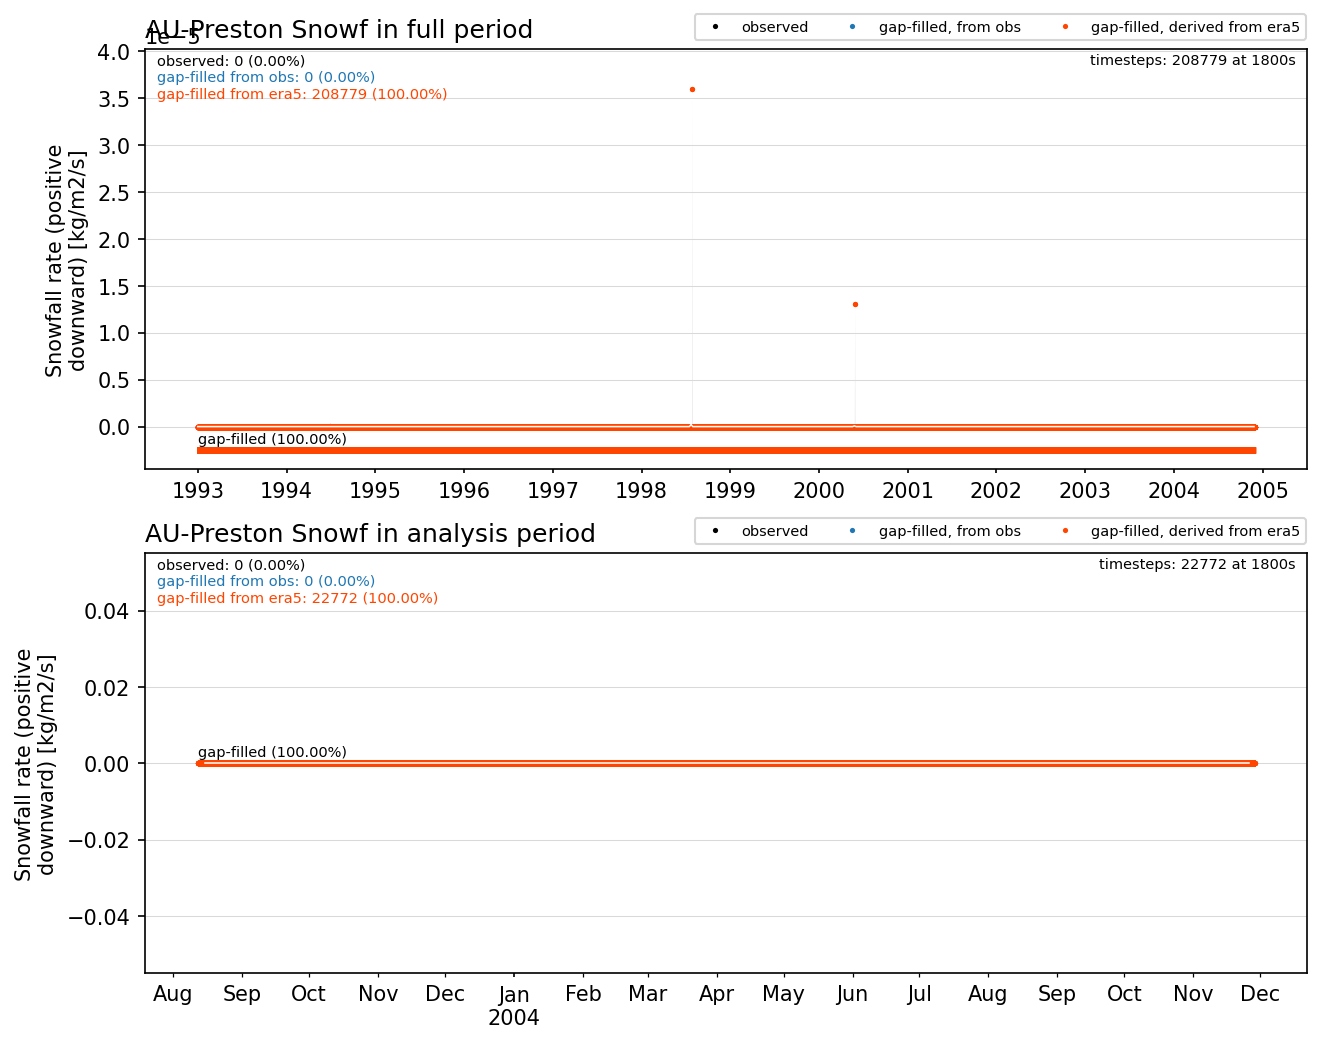 AU-Preston Snowf in full period
observed
gap-filled, from obs
gap-filled, derived from era5
1e−5
observed: 0 (0.00%)
gap-filled from obs: 0 (0.00%)
gap-filled from era5: 208779 (100.00%)
timesteps: 208779 at 1800s
Snowfall rate (positive
downward) [kg/m2/s]
4.0
3.5
3.0
2.5
2.0
1.5
1.0
0.5
0.0
gap-filled (100.00%)
1993 1994 1995 1996 1997 1998 1999 2000 2001 2002 2003 2004 2005
AU-Preston Snowf in analysis period
observed
gap-filled, from obs
gap-filled, derived from era5
observed: 0 (0.00%)
gap-filled from obs: 0 (0.00%)
gap-filled from era5: 22772 (100.00%)
timesteps: 22772 at 1800s
Snowfall rate (positive
downward) [kg/m2/s]
0.04
0.02
0.00
−0.02
−0.04
gap-filled (100.00%)
Aug Sep Oct Nov Dec Jan Feb Mar Apr May Jun Jul Aug Sep Oct Nov Dec
2004